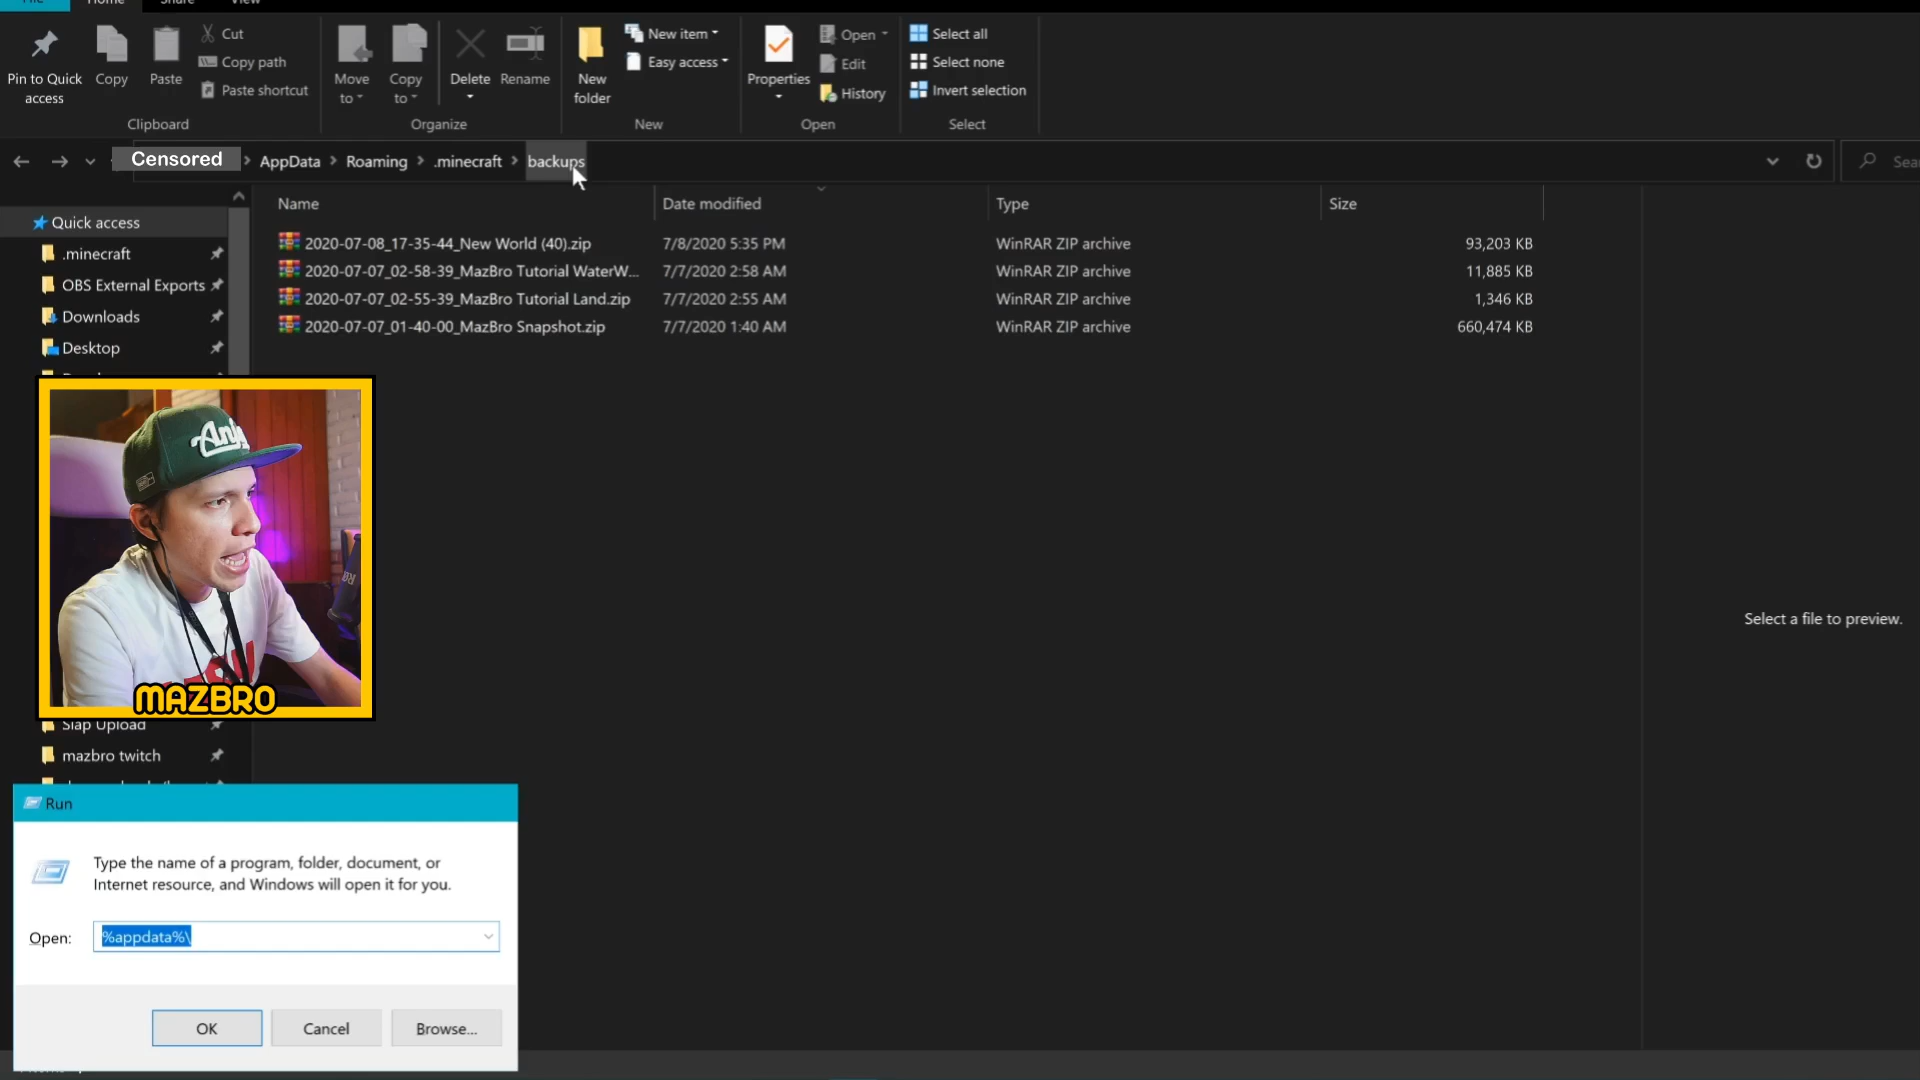 File Home Share View
Pin to Quick access
Copy
Paste
Cut
Copy path
Paste shortcut
Clipboard
Move to
Copy to
Delete
Rename
Organize
New folder
New item
Easy access
New
Properties
Open
Edit
History
Open
Select all
Select none
Invert selection
Select
Censored AppData Roaming .minecraft backups
Sea
Name Date modified Type Size
2020-07-08_17-35-44_New World (40).zip 7/8/2020 5:35 PM WinRAR ZIP archive 93,203 KB
2020-07-07_02-58-39_MazBro Tutorial WaterW... 7/7/2020 2:58 AM WinRAR ZIP archive 11,885 KB
2020-07-07_02-55-39_MazBro Tutorial Land.zip 7/7/2020 2:55 AM WinRAR ZIP archive 1,346 KB
2020-07-07_01-40-00_MazBro Snapshot.zip 7/7/2020 1:40 AM WinRAR ZIP archive 660,474 KB
Quick access
.minecraft
OBS External Exports
Downloads
Desktop
MAZBRO
Slap Upload
mazbro twitch
Select a file to preview.
Run
Type the name of a program, folder, document, or
Internet resource, and Windows will open it for you.
Open: %appdata%\
OK Cancel Browse...